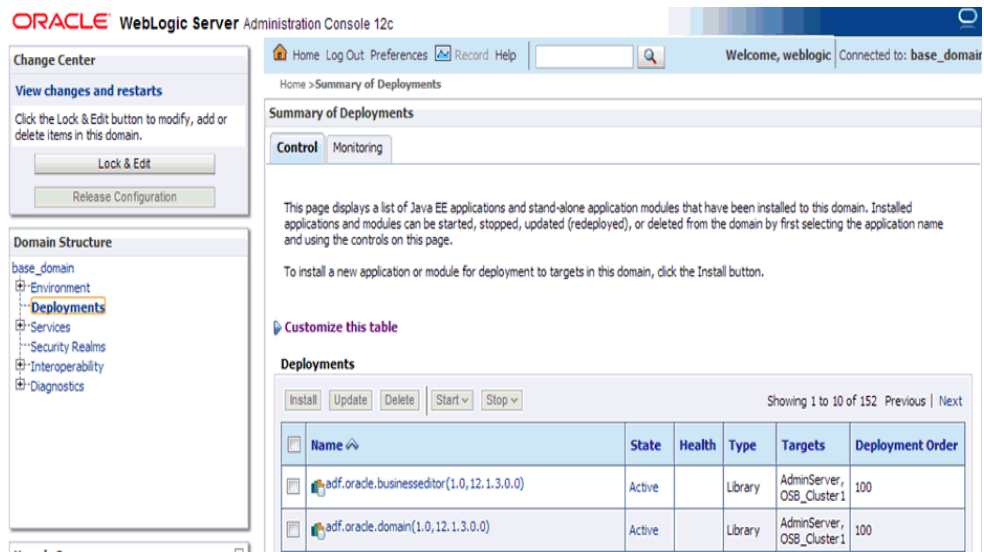 ORACLE WebLogic Server Administration Console 12c
Change Center
View changes and restarts
Click the Lock & Edit button to modify, add or
delete items in this domain.
Lock & Edit
Release Configuration
Domain Structure
base_domain
Environment
Deployments
Services
Security Realms
Interoperability
Diagnostics
Home Log Out Preferences Record Help
Welcome, weblogic Connected to: base_domain
Home >Summary of Deployments
Summary of Deployments
Control Monitoring
This page displays a list of Java EE applications and stand-alone application modules that have been installed to this domain. Installed
applications and modules can be started, stopped, updated (redeployed), or deleted from the domain by first selecting the application name
and using the controls on this page.
To install a new application or module for deployment to targets in this domain, click the Install button.
Customize this table
Deployments
Install Update Delete Start Stop Showing 1 to 10 of 152 Previous | Next
Name State Health Type Targets Deployment Order
adf.oracle.businesseditor(1.0,12.1.3.0.0) Active Library AdminServer, OSB_Cluster1 100
adf.oracle.domain(1.0,12.1.3.0.0) Active Library AdminServer, OSB_Cluster1 100